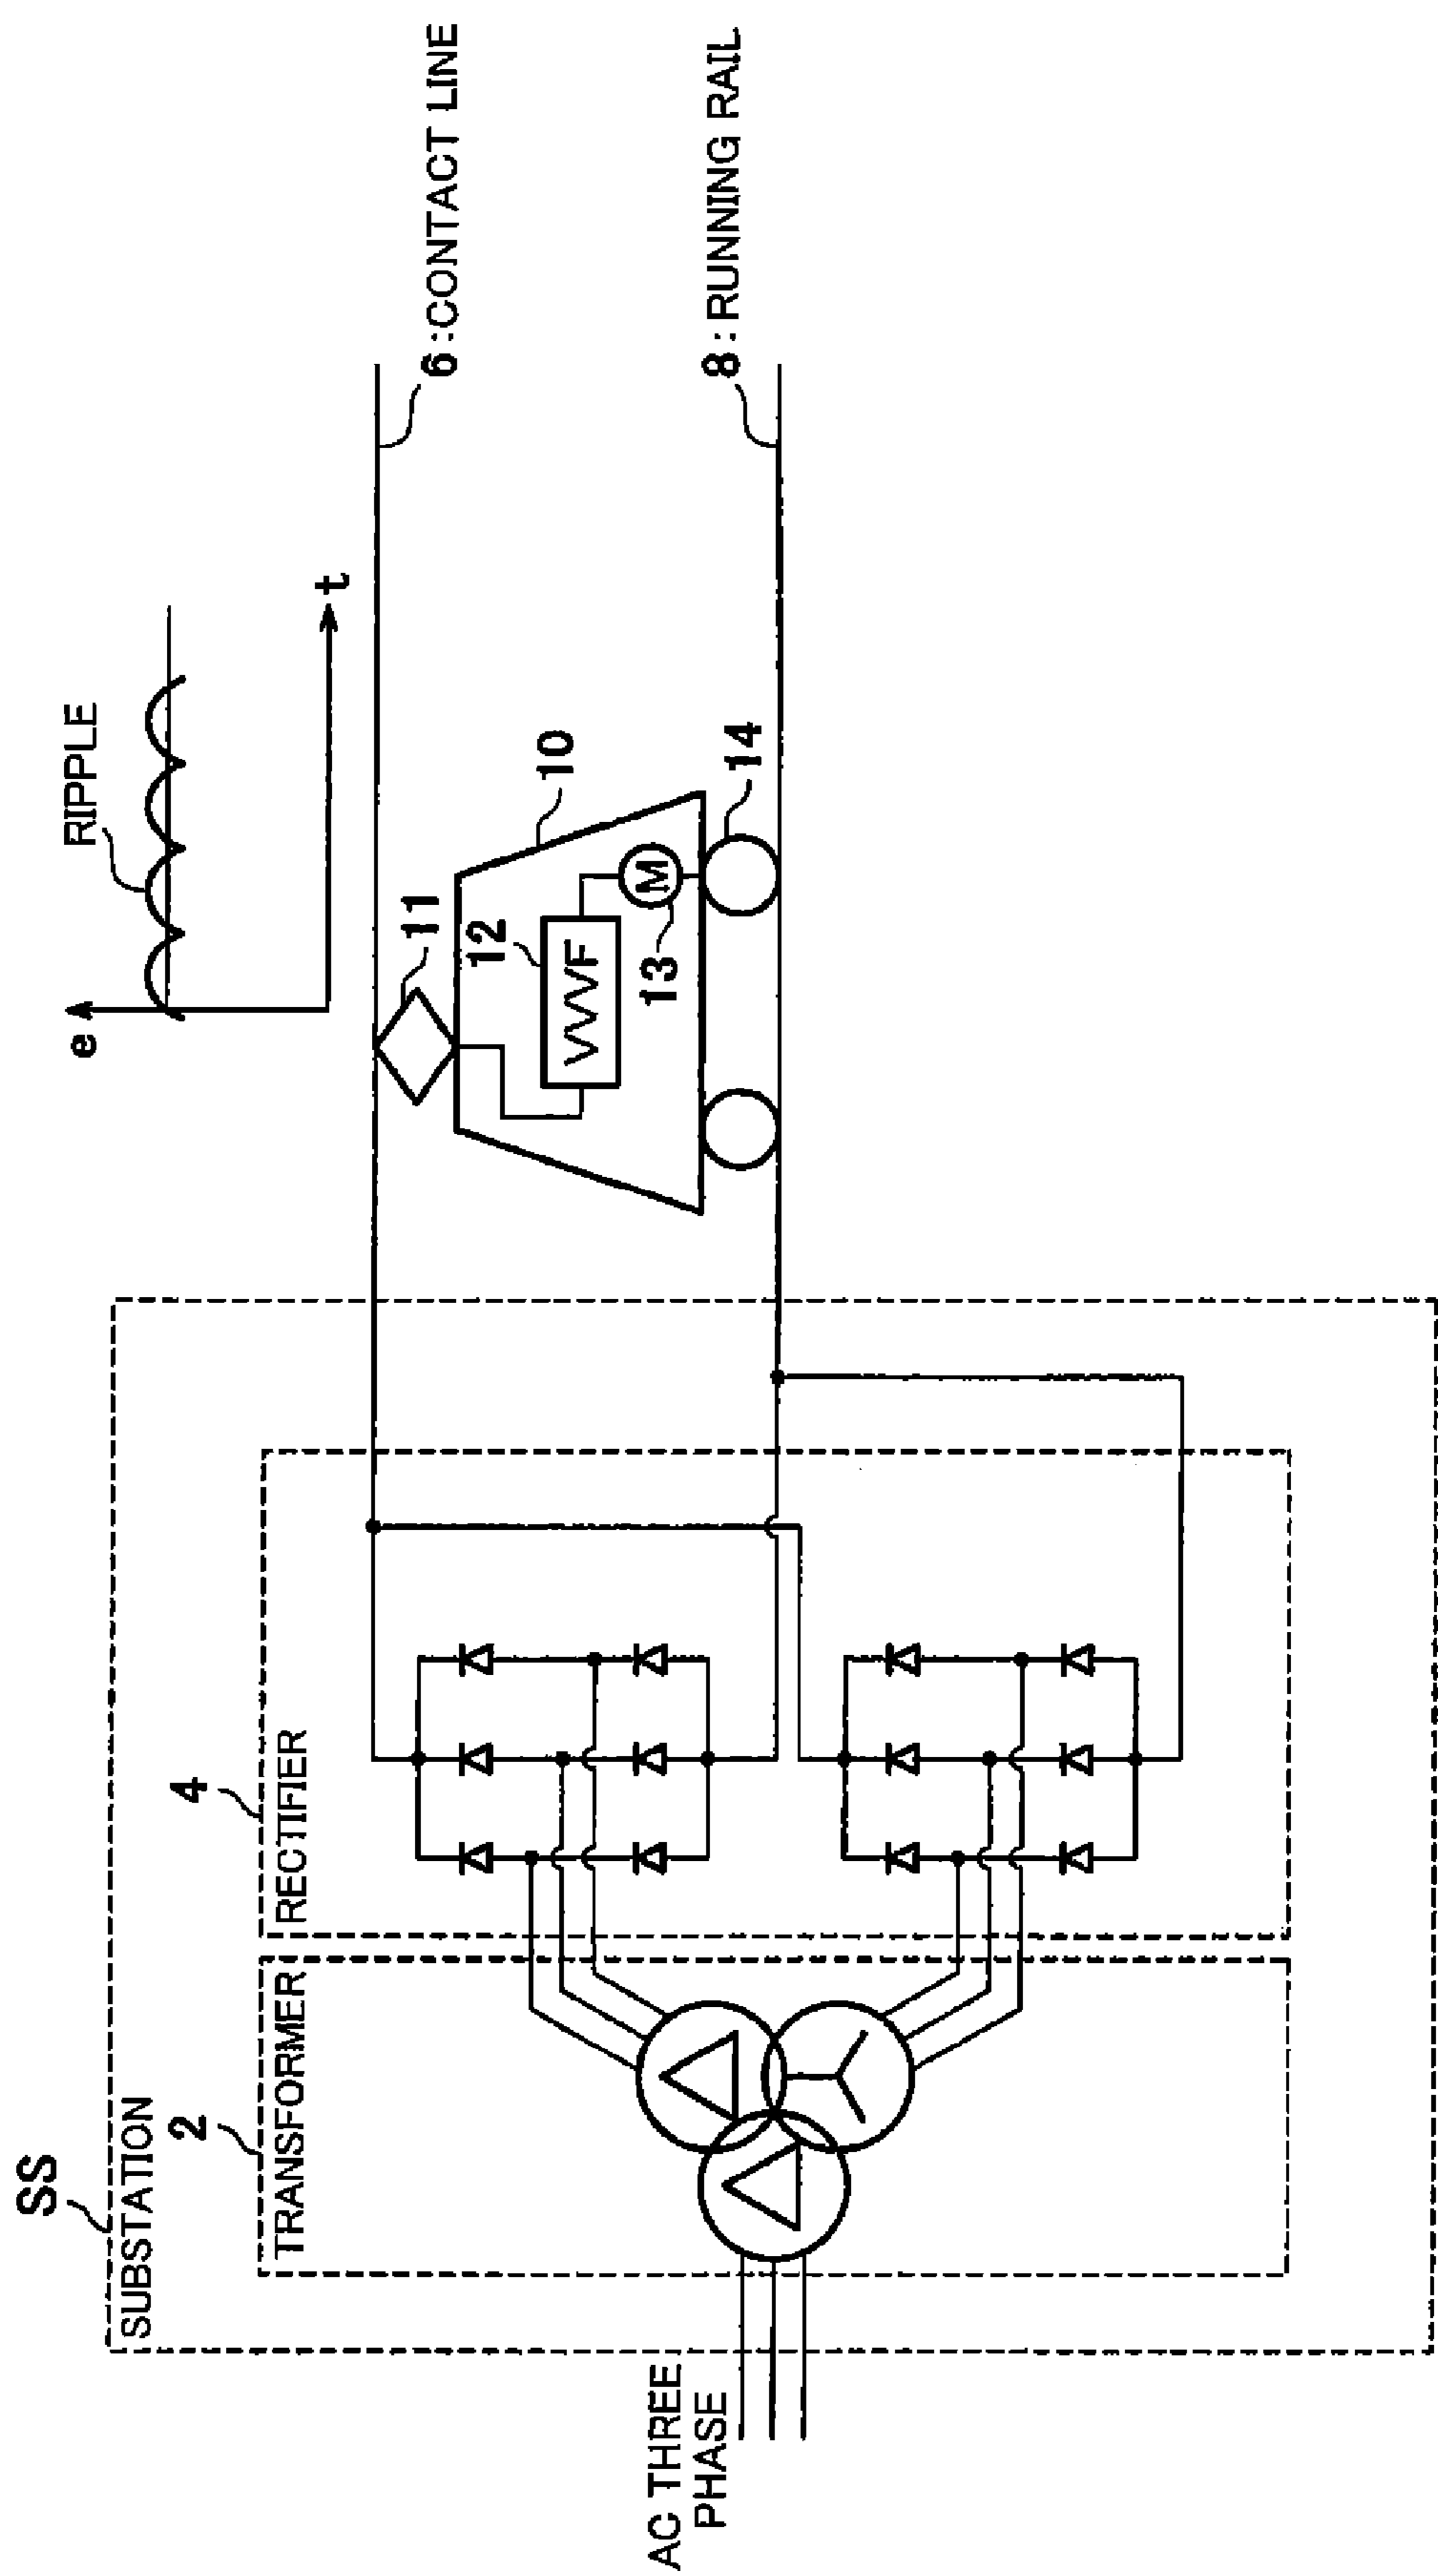 SS
SUBSTATION
2
TRANSFORMER
4
RECTIFIER
AC THREE
PHASE
e
RIPPLE
t
11
10
12
VVVF
M
13
14
6:CONTACT LINE
8: RUNNING RAIL